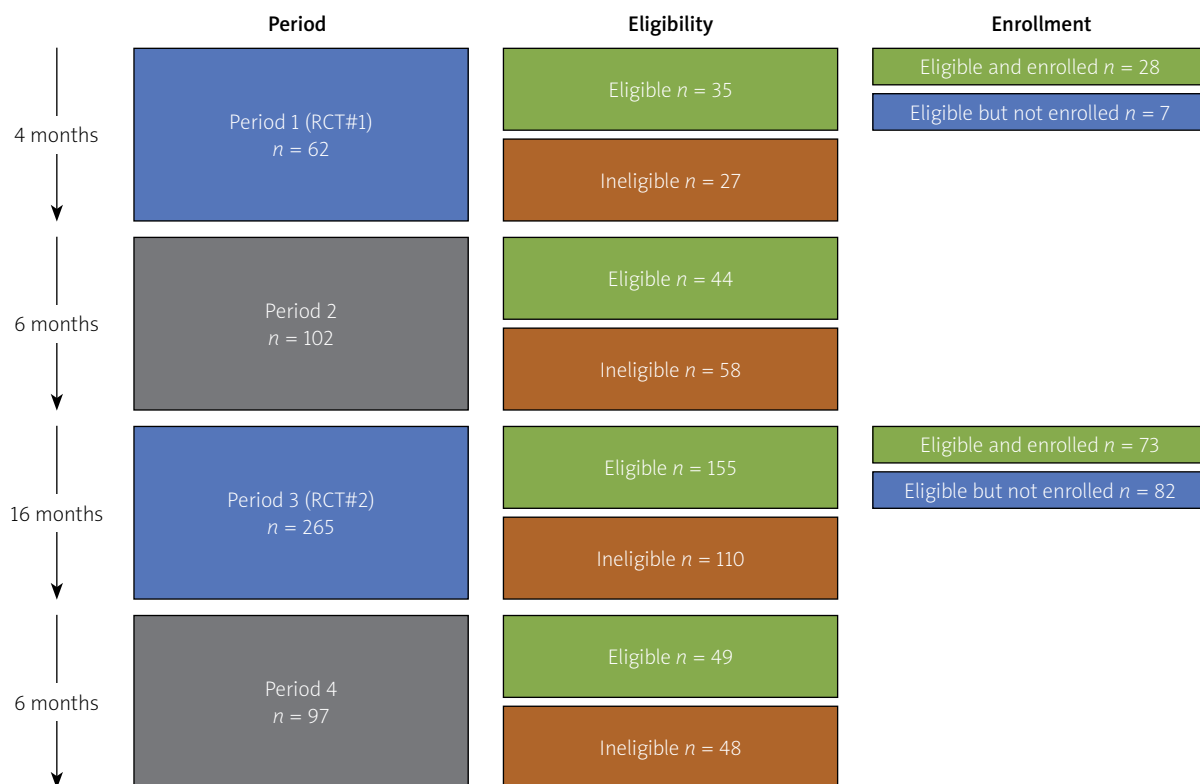 Period
Eligibility
Enrollment
4 months
Period 1 (RCT#1)
n = 62
Eligible n = 35
Ineligible n = 27
Eligible and enrolled n = 28
Eligible but not enrolled n = 7
6 months
Period 2
n = 102
Eligible n = 44
Ineligible n = 58
16 months
Period 3 (RCT#2)
n = 265
Eligible n = 155
Ineligible n = 110
Eligible and enrolled n = 73
Eligible but not enrolled n = 82
6 months
Period 4
n = 97
Eligible n = 49
Ineligible n = 48